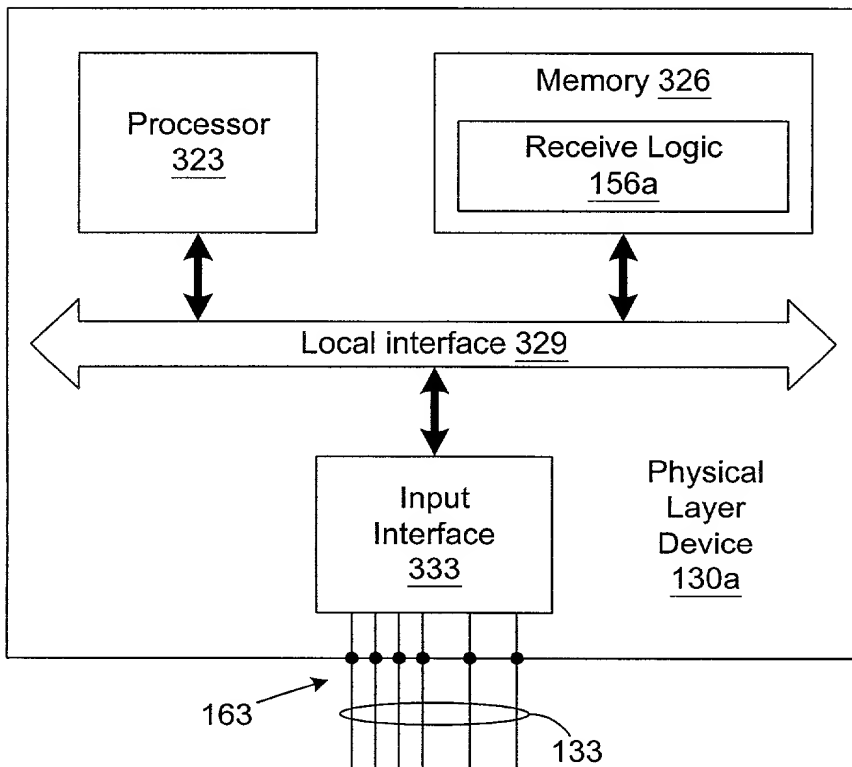 Processor
323
Memory 326
Receive Logic
156a
Local interface 329
Input
Interface
333
Physical
Layer
Device
130a
163
133